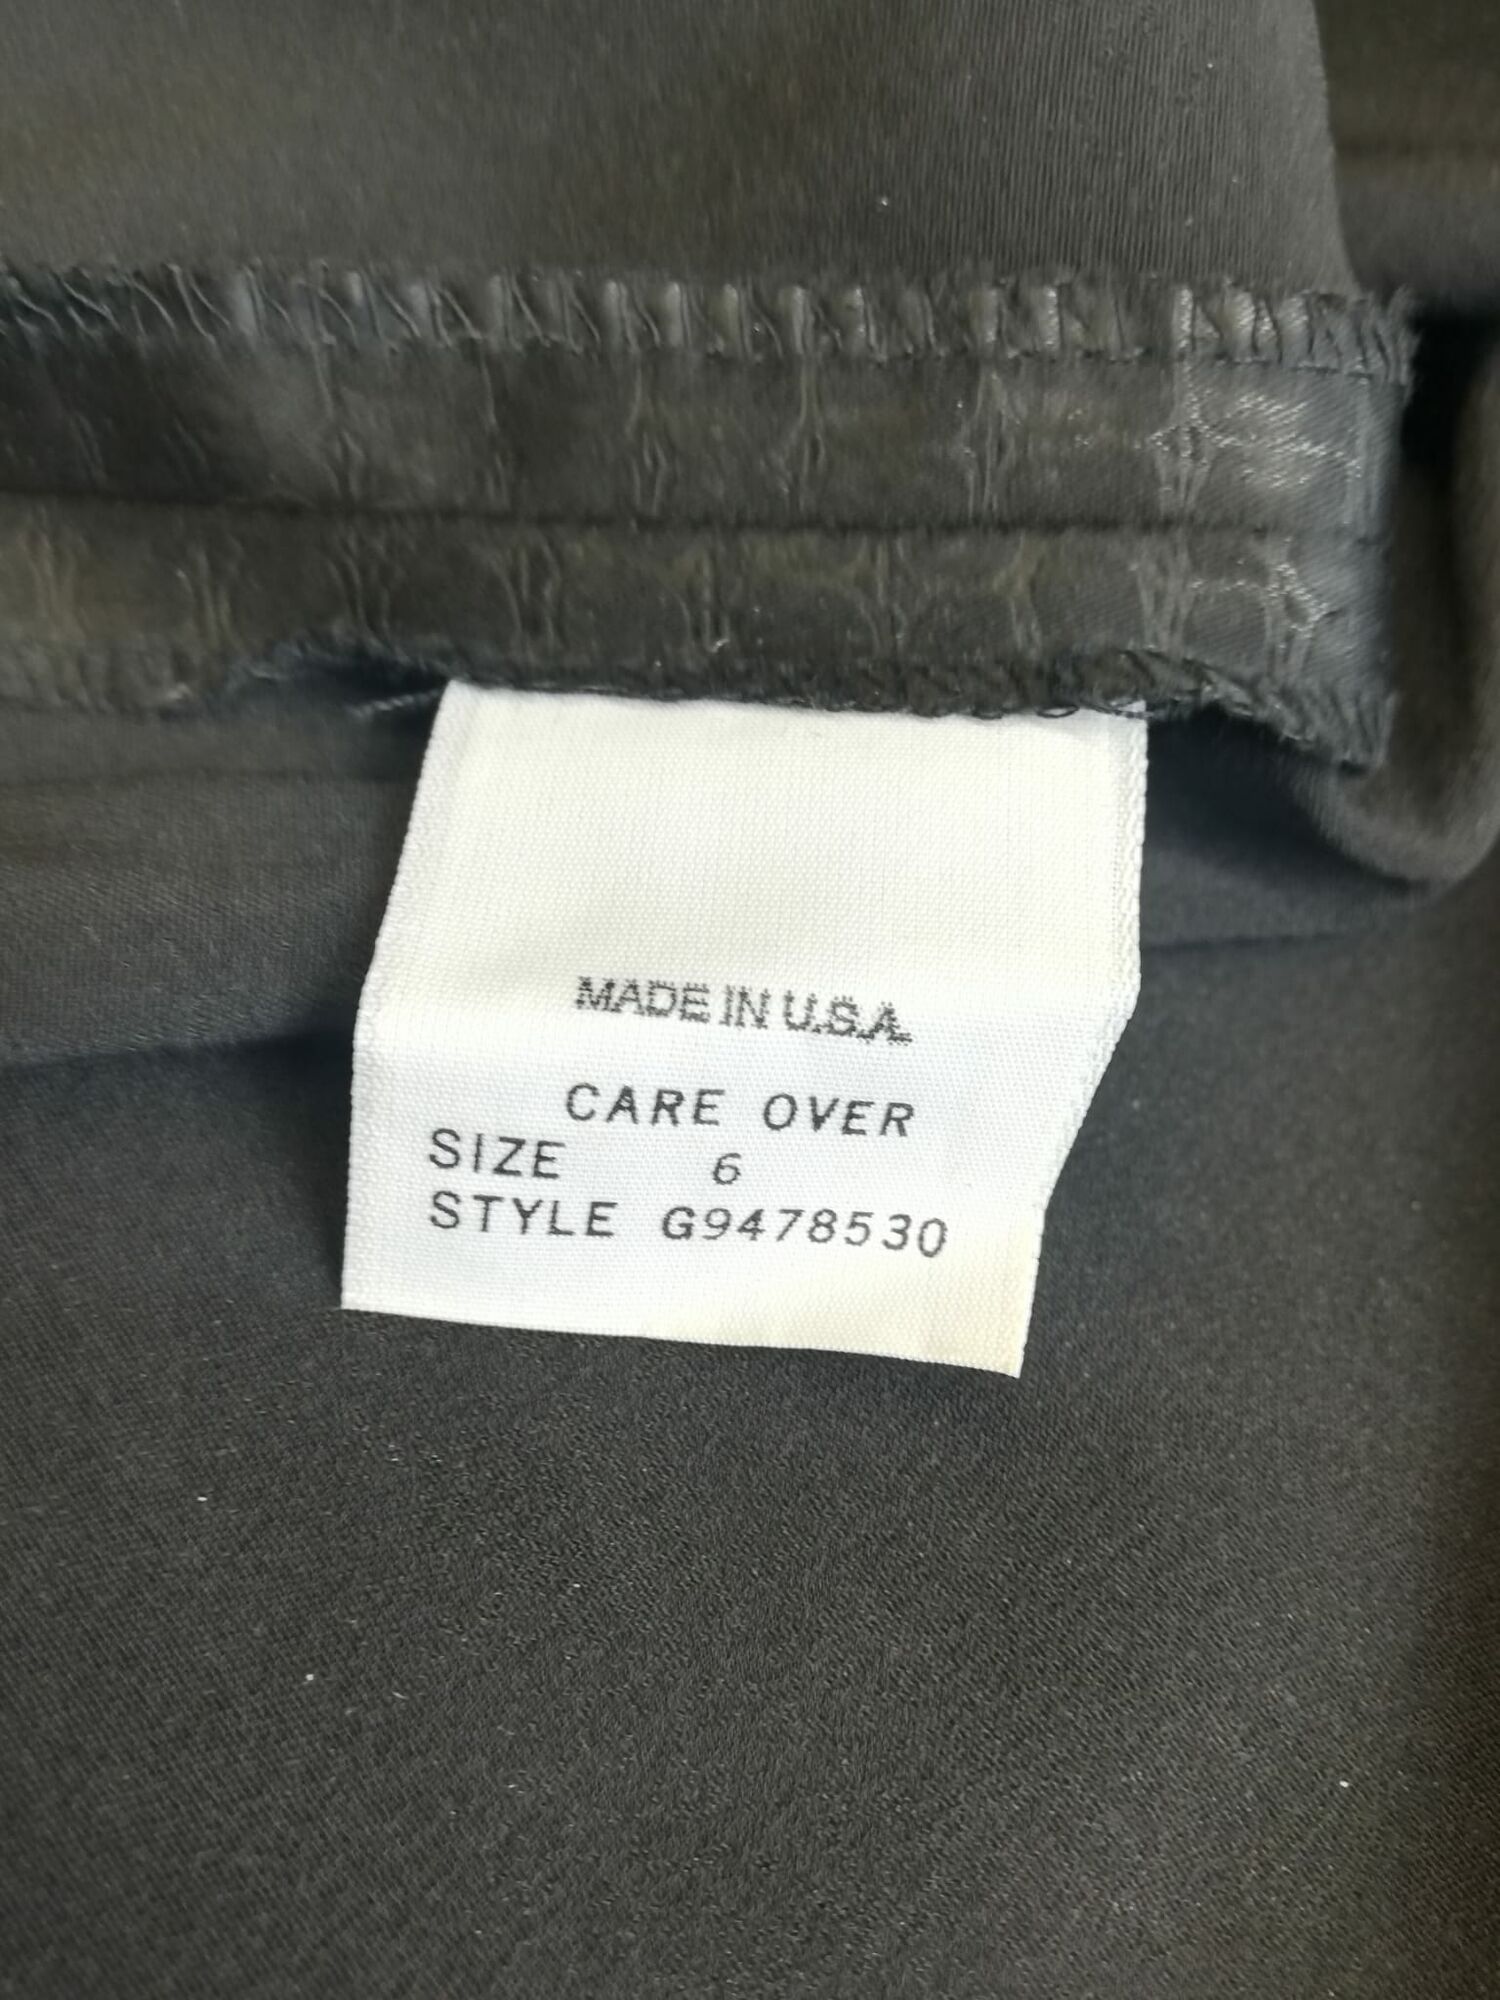 MADE IN U.S.A.
CARE OVER
SIZE 6
STYLE G9478530